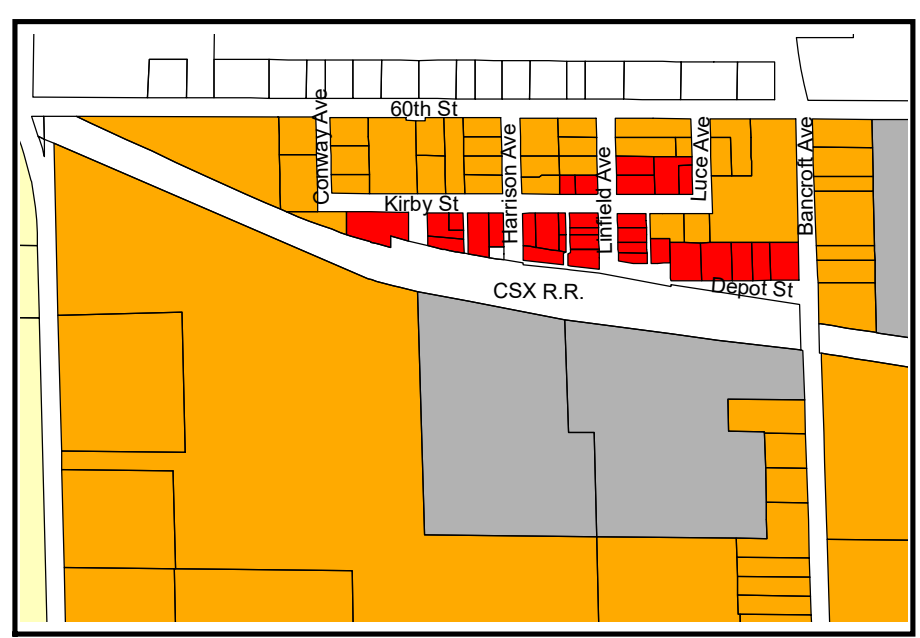 60th St
Conway Ave
Harrison Ave
Linfield Ave
Luce Ave
Bancroft Ave
Kirby St
CSX R.R.
Depot St